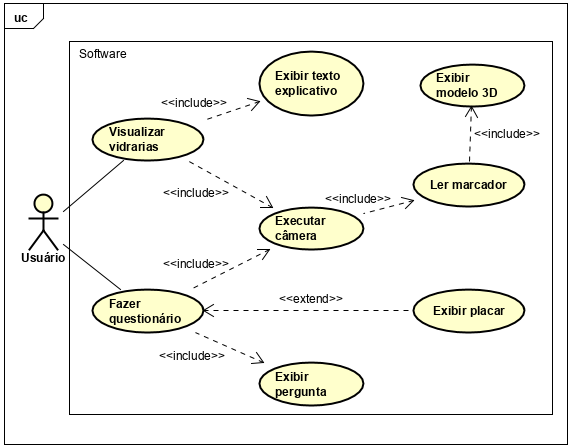 uc
Software
Exibir texto
explicativo
Exibir
modelo 3D
<<include>>
Visualizar
vidrarias
<<include>>
<<include>>
<<include>>
Ler marcador
Executar
câmera
Usuário
<<include>>
Fazer
questionário
<<extend>>
Exibir placar
<<include>>
Exibir
pergunta